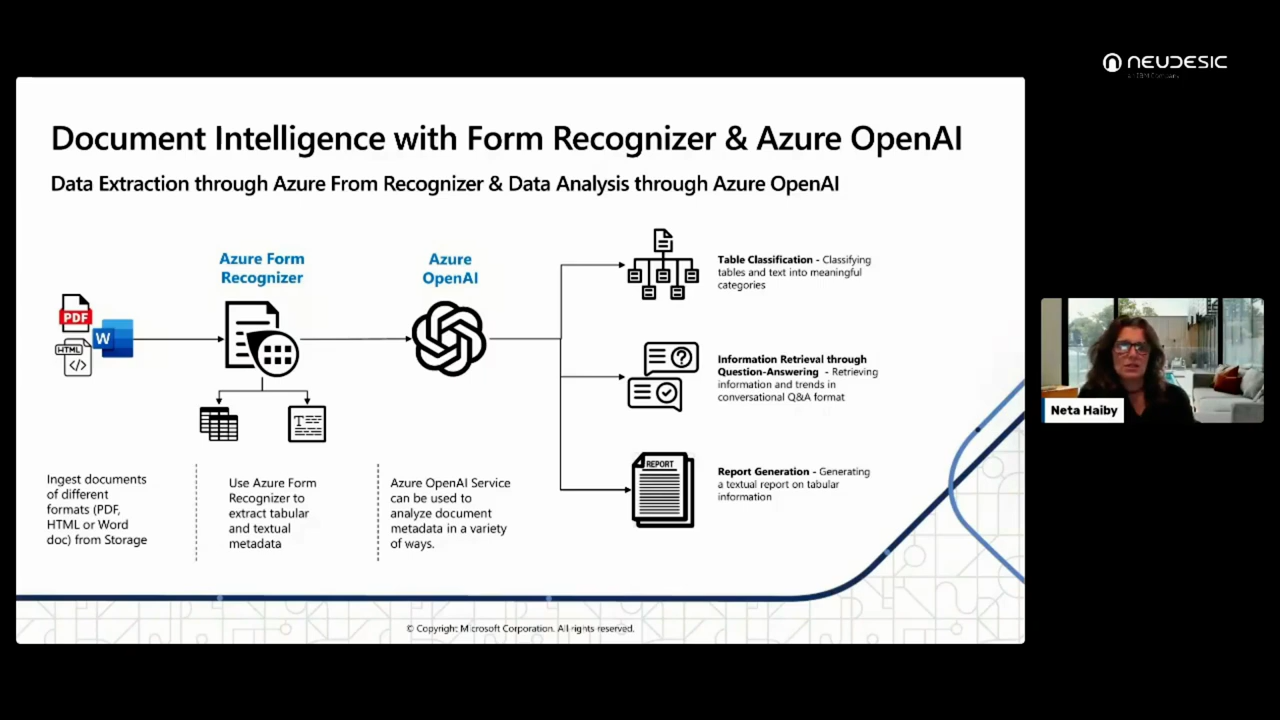 NEUDESIC
an IBM Company
Document Intelligence with Form Recognizer & Azure OpenAI
Data Extraction through Azure From Recognizer & Data Analysis through Azure OpenAI
Azure Form
Recognizer
Azure
OpenAI
PDF
W
HTML
</>
T
REPORT
Table Classification - Classifying
tables and text into meaningful
categories
Information Retrieval through
Question-Answering - Retrieving
information and trends in
conversational Q&A format
Report Generation - Generating
a textual report on tabular
information
Ingest documents
of different
formats (PDF,
HTML or Word
doc) from Storage
Use Azure Form
Recognizer to
extract tabular
and textual
metadata
Azure OpenAI Service
can be used to
analyze document
metadata in a variety
of ways.
© Copyright Microsoft Corporation. All rights reserved.
Neta Haiby